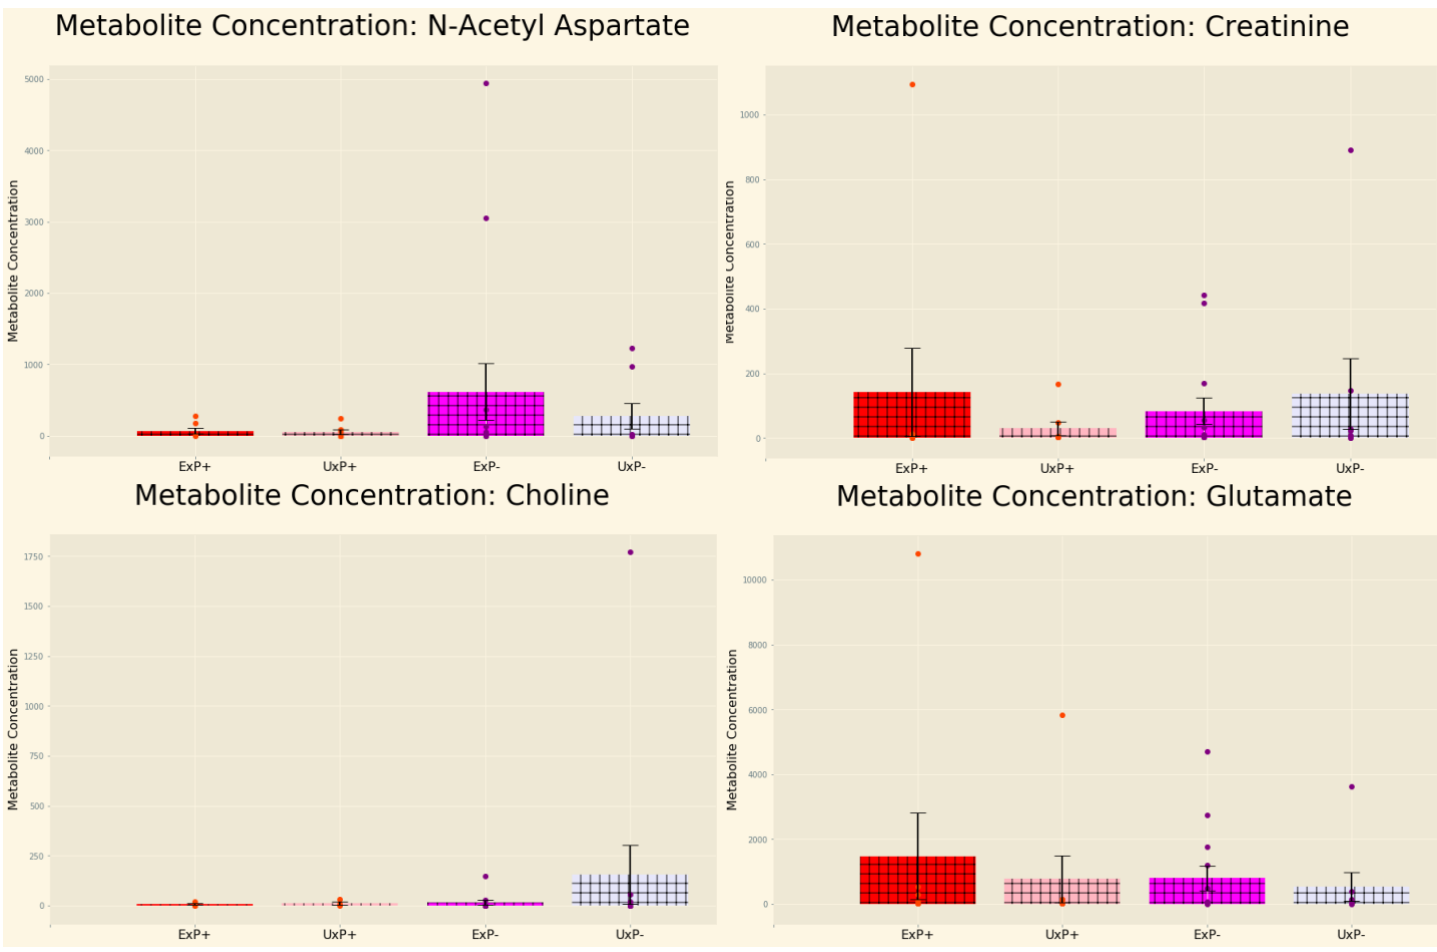 Metabolite Concentration: N-Acetyl Aspartate
Metabolite Concentration
5000
4000
3000
2000
1000
0
ExP+
UxP+
ExP-
UxP-
Metabolite Concentration: Creatinine
Metabolite Concentration
1000
800
600
400
200
0
ExP+
UxP+
ExP-
UxP-
Metabolite Concentration: Choline
Metabolite Concentration
1750
1500
1250
1000
750
500
250
0
ExP+
UxP+
ExP-
UxP-
Metabolite Concentration: Glutamate
Metabolite Concentration
10000
8000
6000
4000
2000
0
ExP+
UxP+
ExP-
UxP-